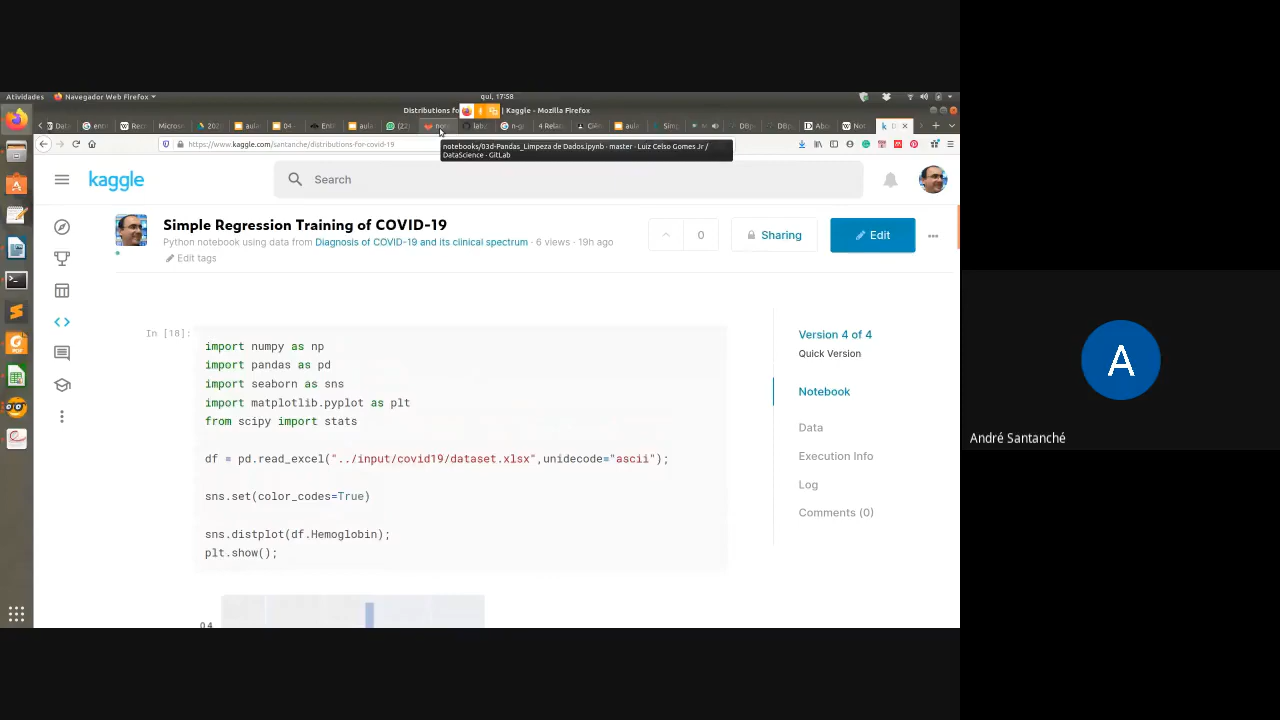 Atividades
Navegador Web Firefox
qui, 17:58
Distributions fo
| Kaggle - Mozilla Firefox
https://www.kaggle.com/santanche/distributions-for-covid-19
notebooks/03d-Pandas_Limpeza de Dados.ipynb · master · Luiz Celso Gomes Jr /
DataScience · GitLab
kaggle
Search
Simple Regression Training of COVID-19
Python notebook using data from Diagnosis of COVID-19 and its clinical spectrum · 6 views · 19h ago
Edit tags
0
Sharing
Edit
In [18]:
import numpy as np
import pandas as pd
import seaborn as sns
import matplotlib.pyplot as plt
from scipy import stats
df = pd.read_excel("../input/covid19/dataset.xlsx",unidecode="ascii");
sns.set(color_codes=True)
sns.distplot(df.Hemoglobin);
plt.show();
Version 4 of 4
Quick Version
Notebook
Data
Execution Info
Log
Comments (0)
A
André Santanché